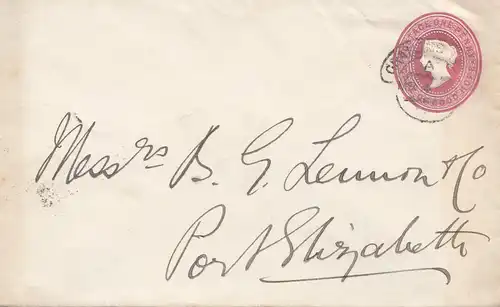 Messrs B. G. Lennon & Co
Port Elizabeth